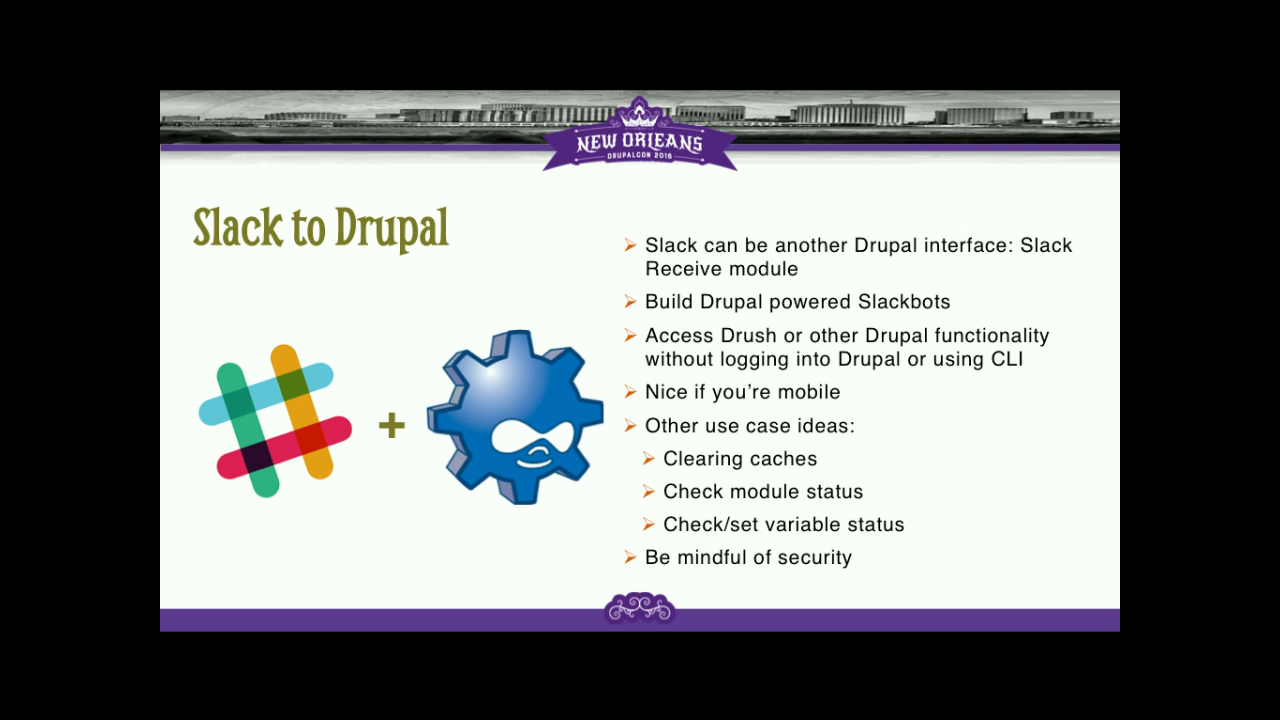 NEW ORLEANS
DRUPALCON 2016
Slack to Drupal
Slack can be another Drupal interface: Slack
Receive module
Build Drupal powered Slackbots
Access Drush or other Drupal functionality
without logging into Drupal or using CLI
Nice if you’re mobile
+
Other use case ideas:
Clearing caches
Check module status
Check/set variable status
Be mindful of security